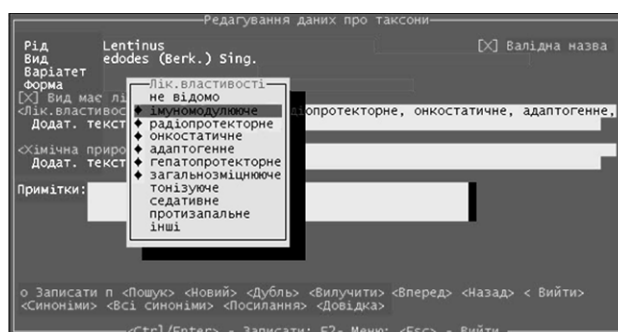 Редагування даних про таксони
Рід Lentinus [X] Валідна назва
Вид edodes (Berk.) Sing.
Варіатет
Форма
Лік.властивості
[X] Вид має лі
не відомо
<Лік.властивос
імуномодулююче
опротекторне, онкостатичне, адаптогенне,
Додат. текст
радіопротекторне
онкостатичне
<Хімічна приро
адаптогенне
Додат. текст
гепатопротекторне
загальнозміцнююче
Примітки:
тонізуюче
седативне
протизапальне
інші
о Записати п <Пошук> <Новий> <Дубль> <Вилучити> <Вперед> <Назад> < Вийти>
<Синоніми> <Всі синоніми> <Посилання> <Довідка>
<Ctrl/Enter> - Записати; F2- Меню; <Esc> - Вийти